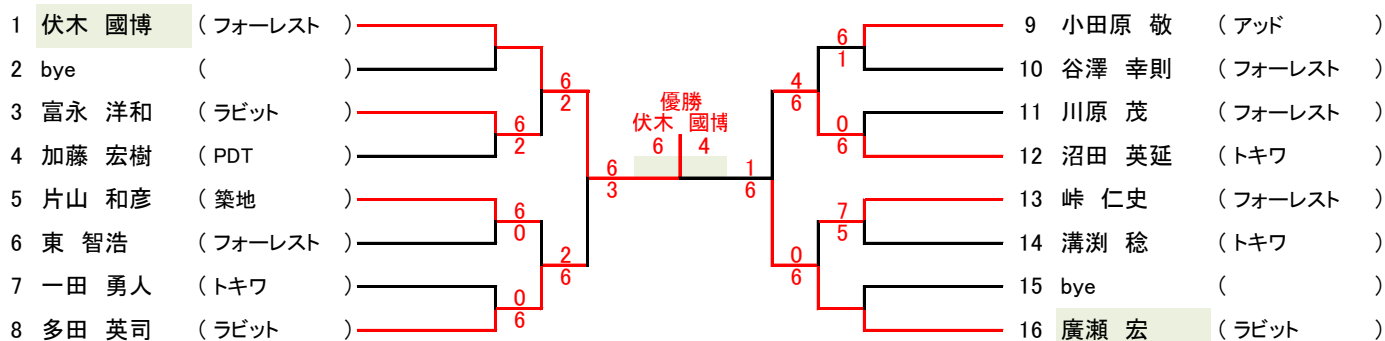 1 伏木 國博 ( フォーレスト )
2 bye ( )
3 富永 洋和 ( ラビット )
4 加藤 宏樹 ( PDT )
5 片山 和彦 ( 築地 )
6 東 智浩 ( フォーレスト )
7 一田 勇人 ( トキワ )
8 多田 英司 ( ラビット )
6
2
6
0
0
6
6
2
2
6
6
3
優勝
伏木 國博
6 4
1
6
4
6
0
6
6
1
0
6
7
5
9 小田原 敬 ( アッド )
10 谷澤 幸則 ( フォーレスト )
11 川原 茂 ( フォーレスト )
12 沼田 英延 ( トキワ )
13 峠 仁史 ( フォーレスト )
14 溝渕 稔 ( トキワ )
15 bye ( )
16 廣瀬 宏 ( ラビット )